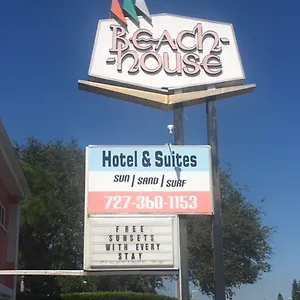 BEACH-
-HOUSE
Hotel & Suites
SUN / SAND / SURF
727-360-1153
FREE
SUNSETS
WITH EVERY
STAY